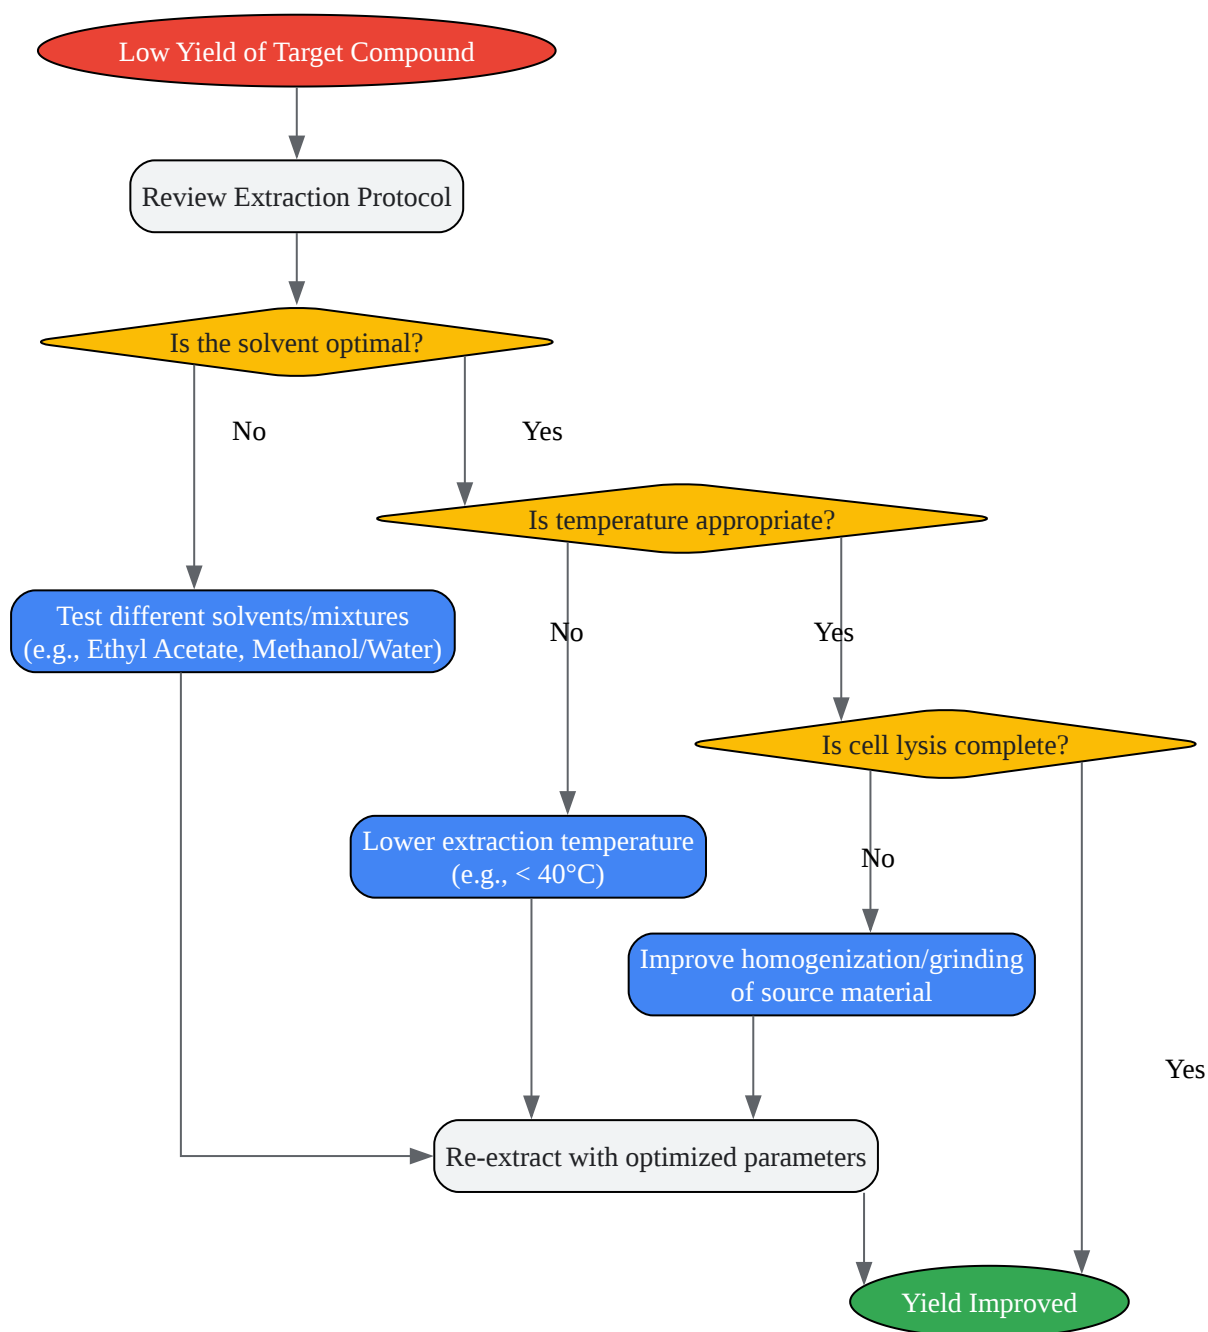 Low Yield of Target Compound
Review Extraction Protocol
Is the solvent optimal?
No
Yes
Is temperature appropriate?
Test different solvents/mixtures
(e.g., Ethyl Acetate, Methanol/Water)
No
Yes
Is cell lysis complete?
Lower extraction temperature
(e.g., < 40°C)
No
Improve homogenization/grinding
of source material
Yes
Re-extract with optimized parameters
Yield Improved